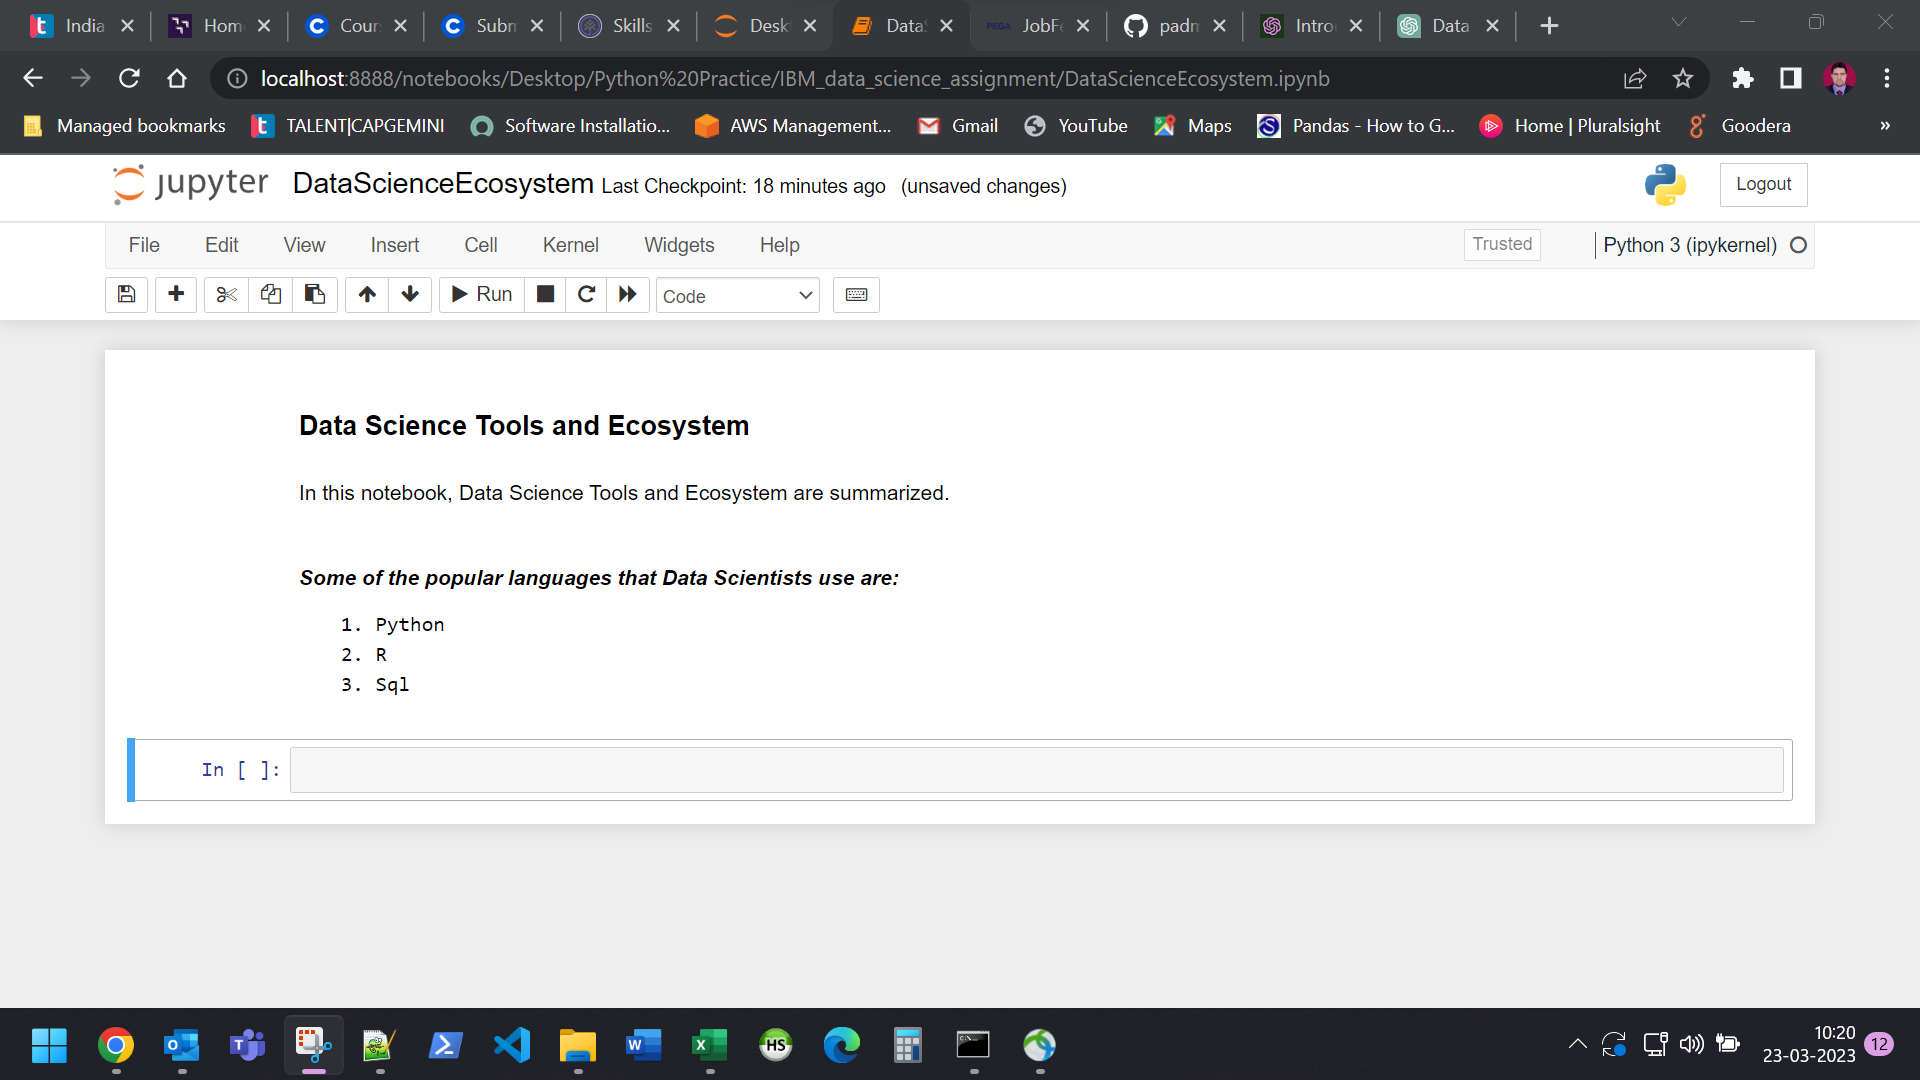 India Hom Cour Subm Skills Desk Data JobFe padm Intro Data
localhost:8888/notebooks/Desktop/Python%20Practice/IBM_data_science_assignment/DataScienceEcosystem.ipynb
Managed bookmarks TALENT|CAPGEMINI Software Installatio... AWS Management... Gmail YouTube Maps Pandas - How to G... Home | Pluralsight Goodera »
jupyter DataScienceEcosystem Last Checkpoint: 18 minutes ago (unsaved changes) Logout
File Edit View Insert Cell Kernel Widgets Help Trusted Python 3 (ipykernel)
Run Code
Data Science Tools and Ecosystem
In this notebook, Data Science Tools and Ecosystem are summarized.
Some of the popular languages that Data Scientists use are:
1. Python
2. R
3. Sql
In [ ]:
10:20
23-03-2023 12